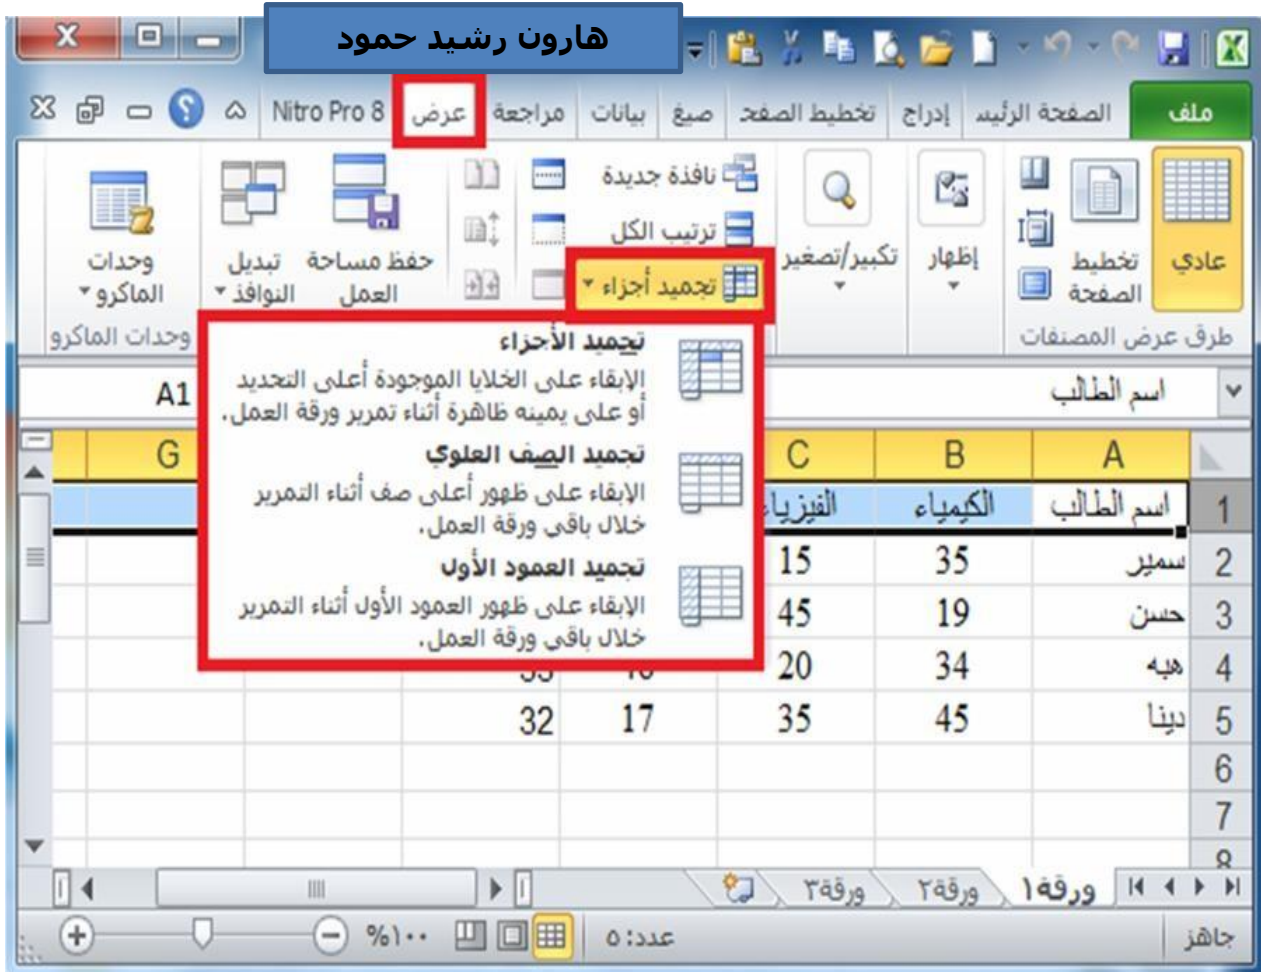 هارون رشيد حمود
ملف
الصفحة الرئيس
إدراج
تخطيط الصفح
صيغ
بيانات
مراجعة
عرض
Nitro Pro 8
عادي
تخطيط
الصفحة
إظهار
تكبير/تصغير
نافذة جديدة
ترتيب الكل
تجميد أجزاء
حفظ مساحة
العمل
تبديل
النوافذ
وحدات
الماكرو
طرق عرض المصنفات
وحدات الماكرو
تجميد الأجزاء
الإبقاء على الخلايا الموجودة أعلى التحديد
أو على يمينه ظاهرة أثناء تمرير ورقة العمل.
تجميد الصف العلوي
الإبقاء على ظهور أعلى صف أثناء التمرير
خلال باقي ورقة العمل.
تجميد العمود الأول
الإبقاء على ظهور العمود الأول أثناء التمرير
خلال باقي ورقة العمل.
A1
اسم الطالب
A B C G
1 اسم الطالب الكيمياء الفيزياء
2 سمير 35 15
3 حسن 19 45
4 هبه 34 20
5 دينا 45 35 17 32
6
7
8
ورقة١ ورقة٢ ورقة٣
جاهز
عدد: ٥
%١٠٠